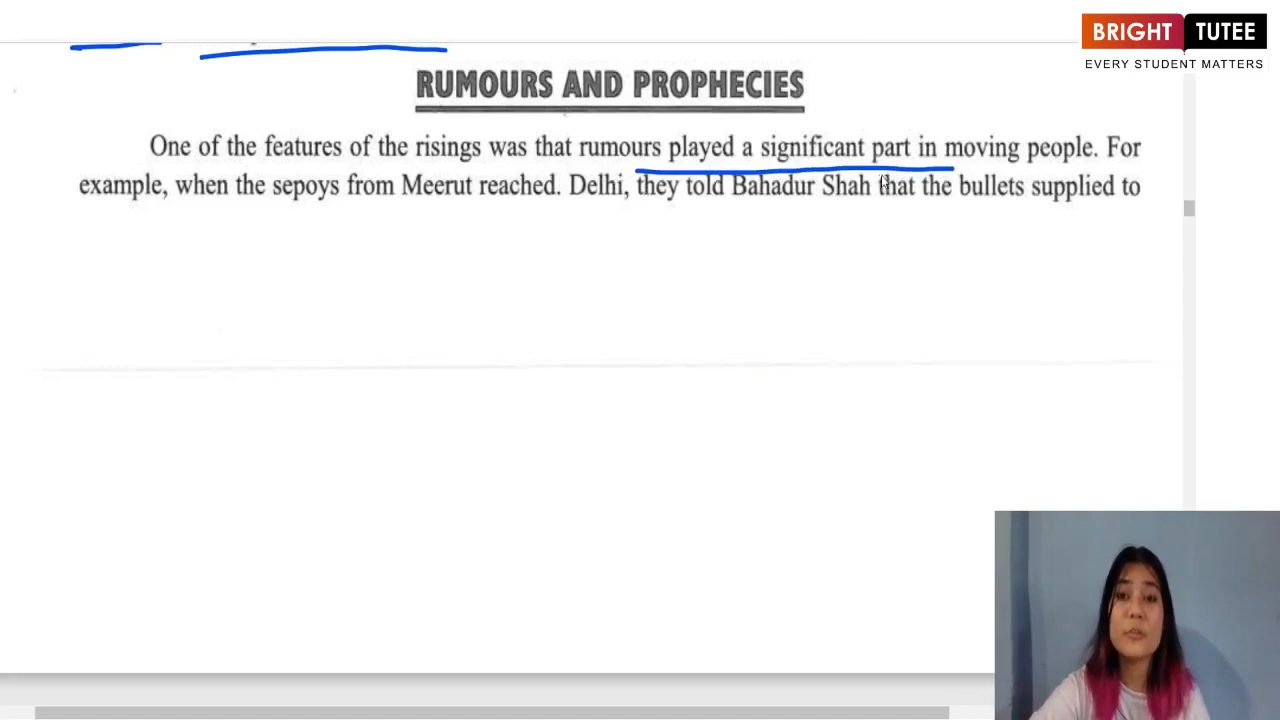 BRIGHT TUTEE
EVERY STUDENT MATTERS
RUMOURS AND PROPHECIES
One of the features of the risings was that rumours played a significant part in moving people. For
example, when the sepoys from Meerut reached. Delhi, they told Bahadur Shah that the bullets supplied to